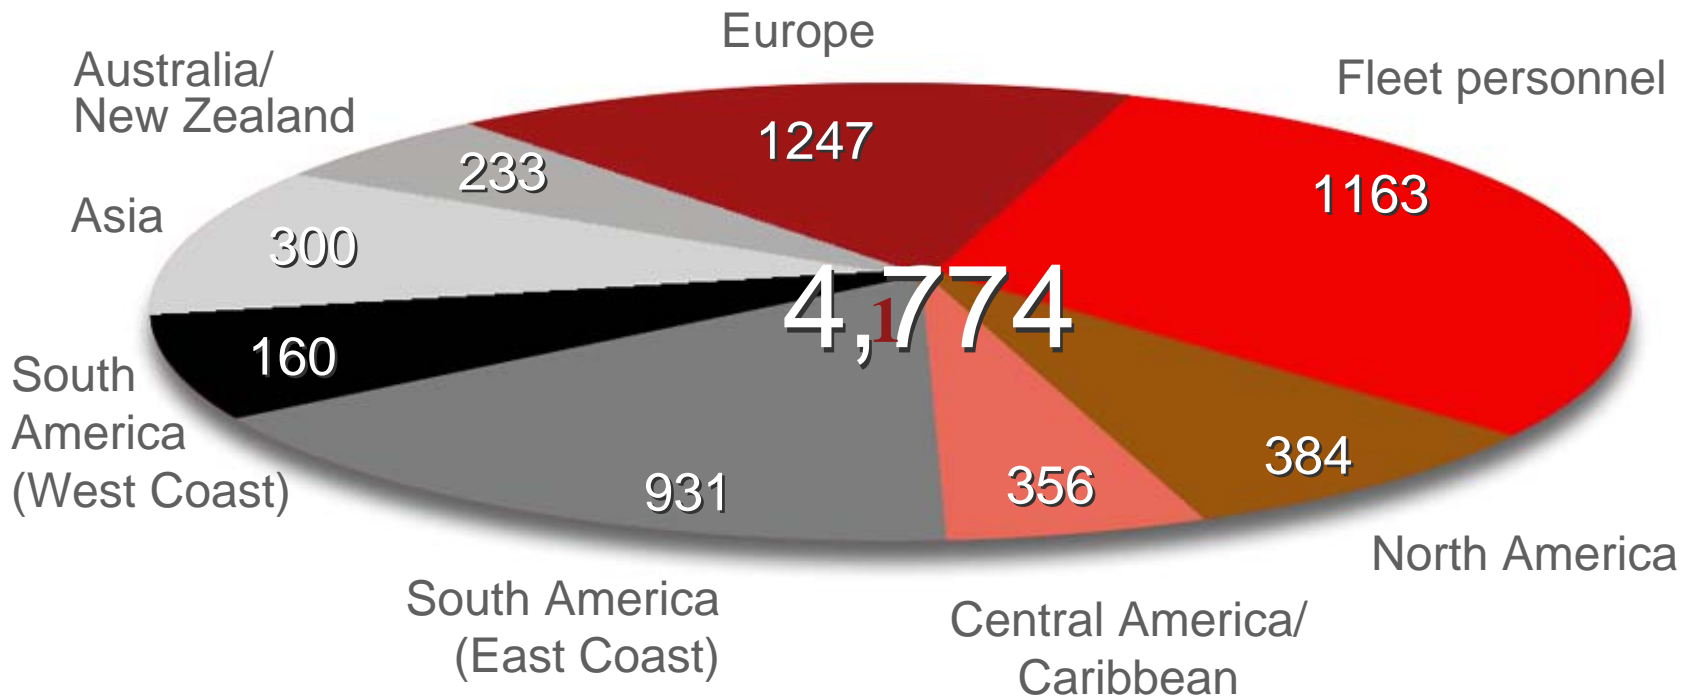 Europe
Australia/
New Zealand
Fleet personnel
1247
233
1163
Asia
300
4,774
1
160
South
America
(West Coast)
384
356
931
North America
South America
(East Coast)
Central America/
Caribbean